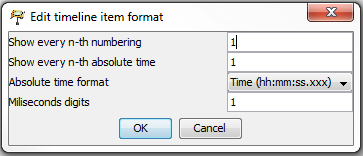 Edit timeline item format
Show every n-th numbering 1
Show every n-th absolute time 1
Absolute time format Time (hh:mm:ss.xxx)
Miliseconds digits 1
OK Cancel